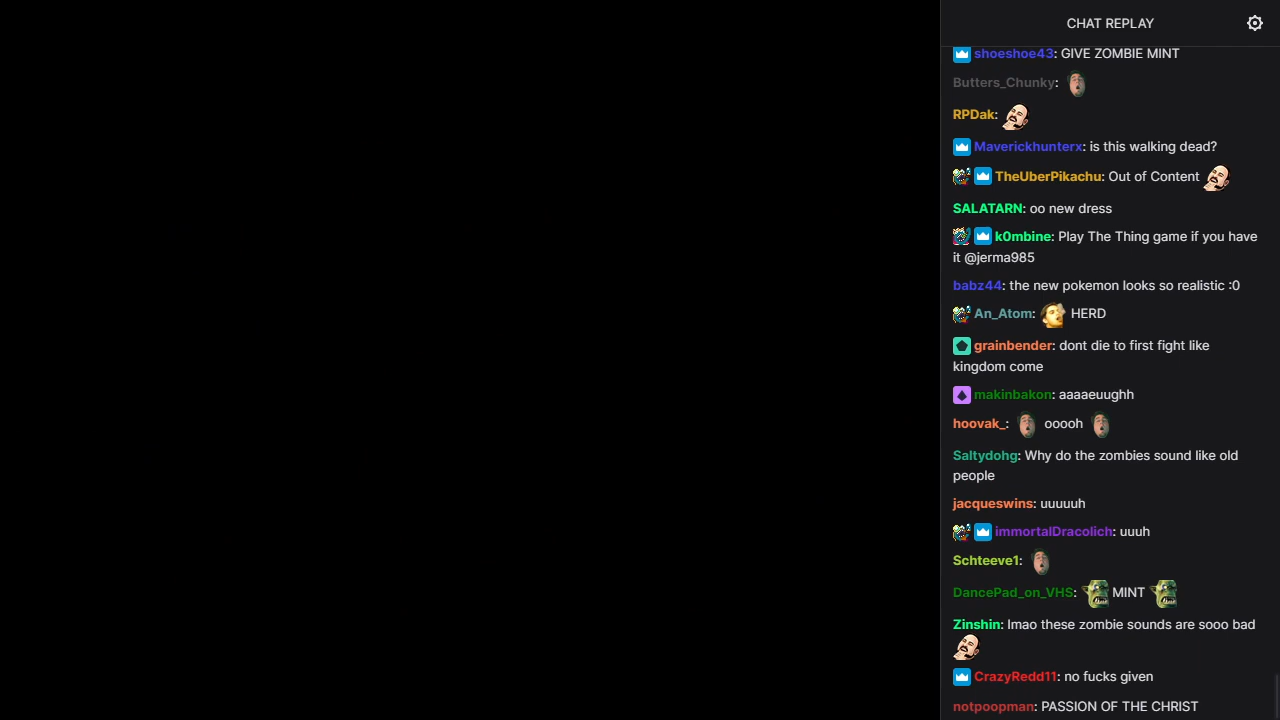 CHAT REPLAY
shoeshoe43: GIVE ZOMBIE MINT
Butters_Chunky:
RPDak:
Maverickhunterx: is this walking dead?
TheUberPikachu: Out of Content
SALATARN: oo new dress
k0mbine: Play The Thing game if you have
it @jerma985
babz44: the new pokemon looks so realistic :0
An_Atom: HERD
grainbender: dont die to first fight like
kingdom come
makinbakon: aaaaeuughh
hoovak_: ooooh
Saltydohg: Why do the zombies sound like old
people
jacqueswins: uuuuuh
immortalDracolich: uuuh
Schteeve1:
DancePad_on_VHS: MINT
Zinshin: lmao these zombie sounds are sooo bad
CrazyRedd11: no fucks given
notpoopman: PASSION OF THE CHRIST